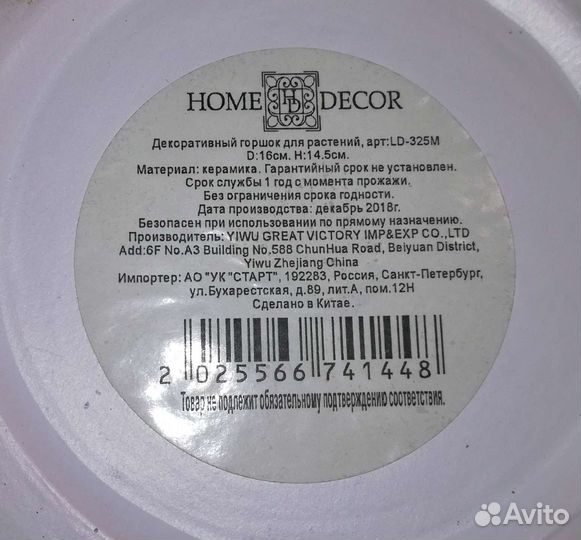 HOME HD DECOR
Декоративный горшок для растений, арт:LD-325M
D:16см. H:14.5см.
Материал: керамика. Гарантийный срок не установлен.
Срок службы 1 год с момента прожажи.
Без ограничения срока годности.
Дата производства: декабрь 2018г.
Безопасен при использовании по прямому назначению.
Производитель: YIWU GREAT VICTORY IMP&EXP CO.,LTD
Add:6F No.A3 Building No.588 ChunHua Road, Beiyuan District,
Yiwu Zhejiang China
Импортер: АО "УК"СТАРТ", 192283, Россия, Санкт-Петербург,
ул.Бухарестская, д.89, лит.А, пом.12Н
Сделано в Китае.
2 025566 741448
Товар не подлежит обязательному подтверждению соответствия.
Avito